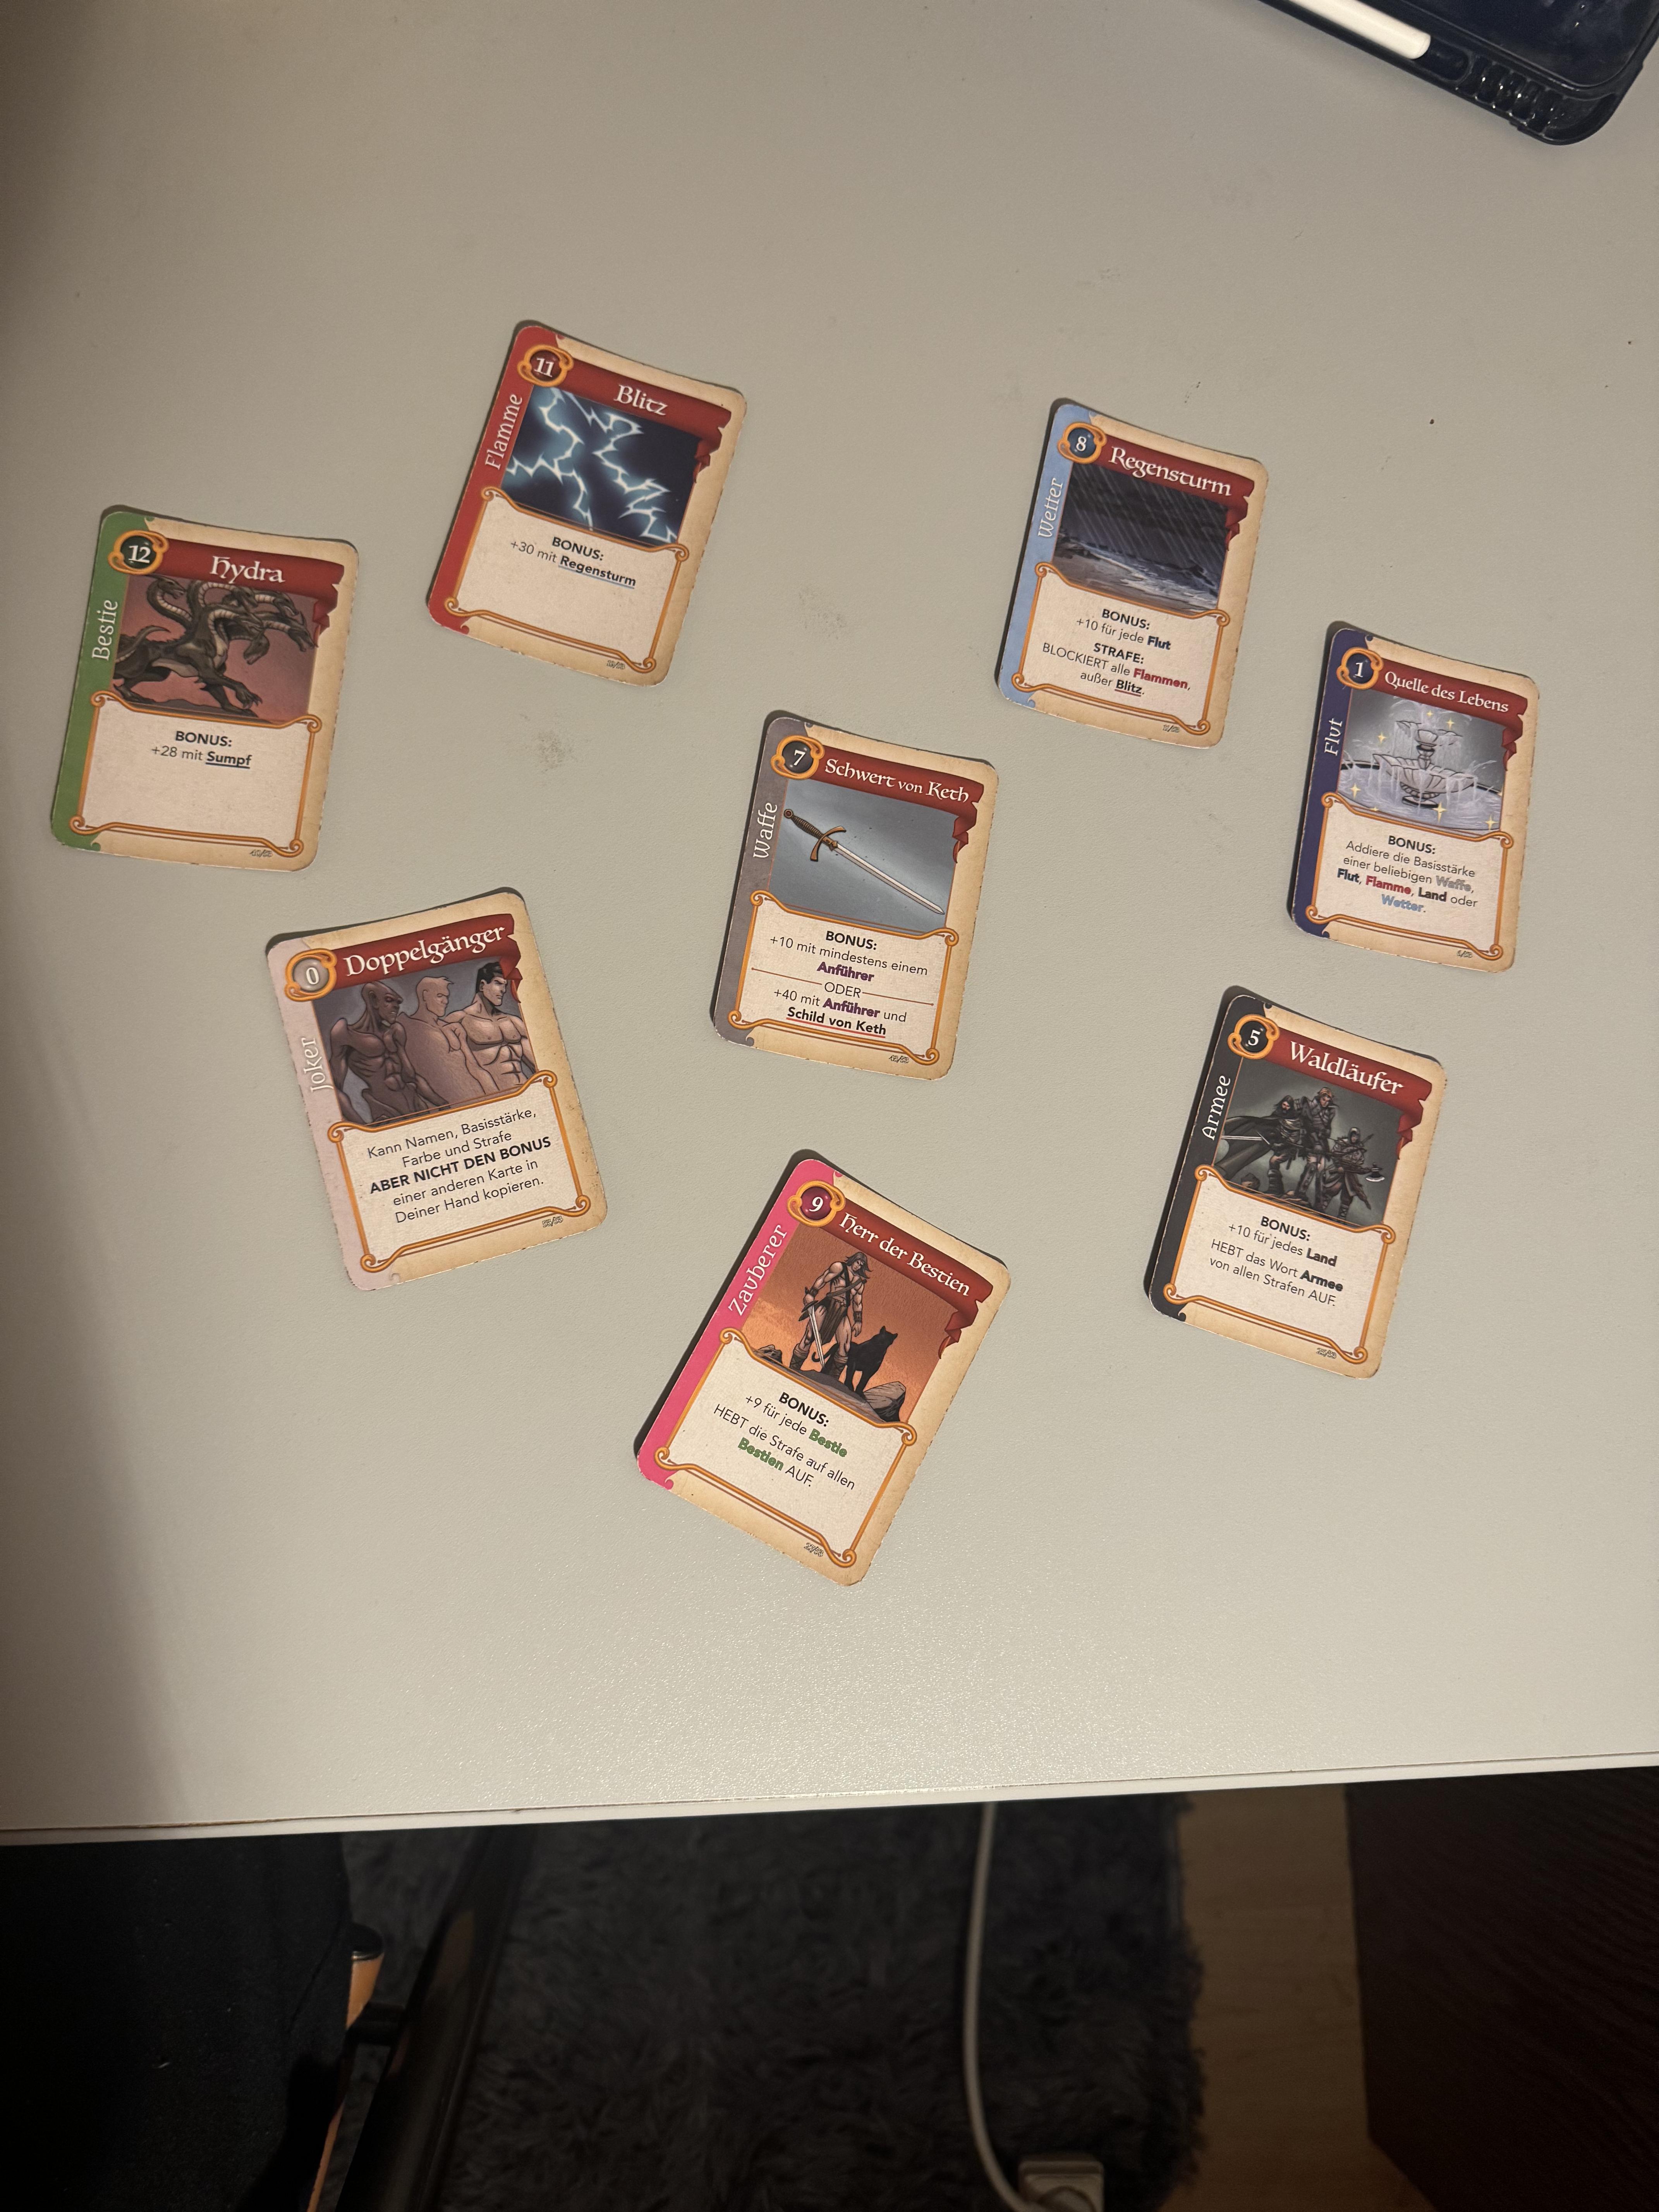 11
Blitz
Flamme
BONUS:
+30 mit Regensturm
8
Regensturm
Wetter
BONUS:
+10 für jede Flut
STRAFE:
BLOCKIERT alle Flammen,
außer Blitz.
12
Hydra
Bestie
BONUS:
+28 mit Sumpf
1
Quelle des Lebens
Flut
BONUS:
Addiere die Basisstärke
einer beliebigen Waffe,
Flut, Flamme, Land oder
Wetter.
7
Schwert von Keth
Waffe
BONUS:
+10 mit mindestens einem
Anführer
ODER
+40 mit Anführer und
Schild von Keth
0
Doppelgänger
Joker
Kann Namen, Basisstärke,
Farbe und Strafe
ABER NICHT DEN BONUS
einer anderen Karte in
Deiner Hand kopieren.
5
Waldläufer
Armee
BONUS:
+10 für jedes Land
HEBT das Wort Armee
von allen Strafen AUF.
9
Herr der Bestien
Zauberer
BONUS:
+9 für jede Bestie
HEBT die Strafe auf allen
Bestien AUF.